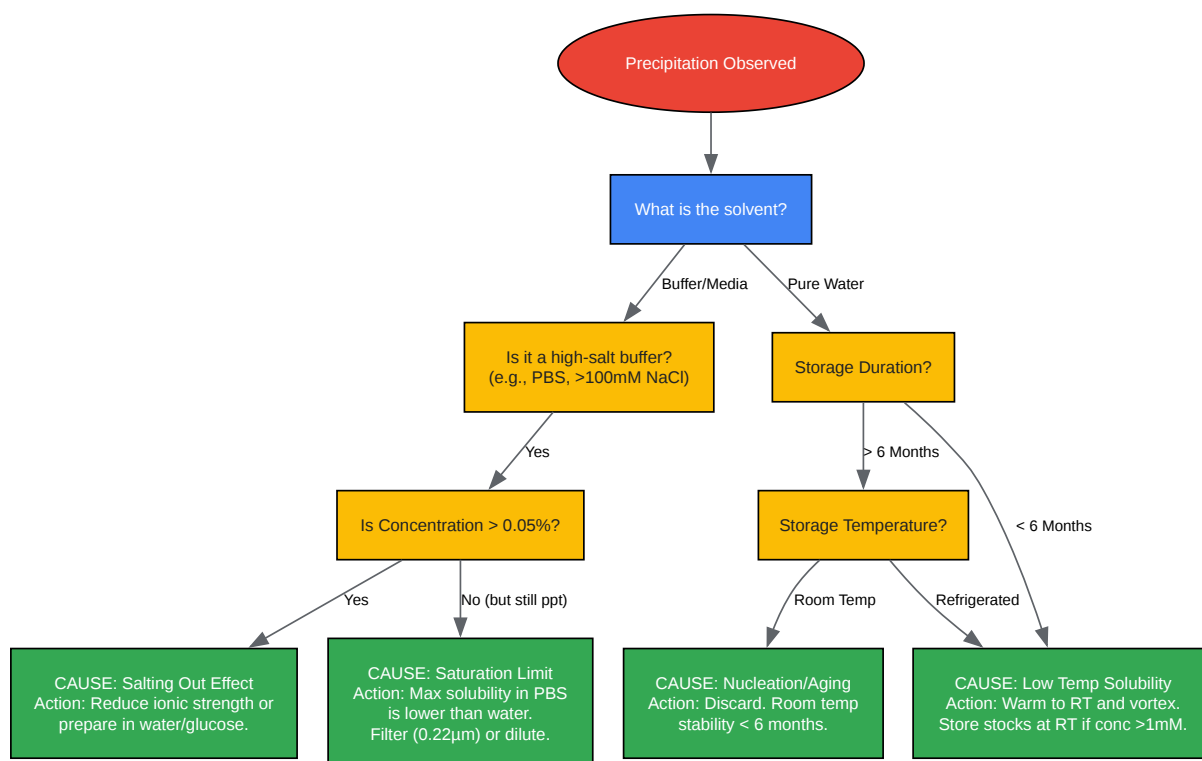 Precipitation Observed
What is the solvent?
Buffer/Media
Pure Water
Is it a high-salt buffer?
(e.g., PBS, >100mM NaCl)
Storage Duration?
Yes
> 6 Months
Is Concentration > 0.05%?
Storage Temperature?
< 6 Months
Yes
No (but still ppt)
Room Temp
Refrigerated
CAUSE: Salting Out Effect
Action: Reduce ionic strength or
prepare in water/glucose.
CAUSE: Saturation Limit
Action: Max solubility in PBS
is lower than water.
Filter (0.22µm) or dilute.
CAUSE: Nucleation/Aging
Action: Discard. Room temp
stability < 6 months.
CAUSE: Low Temp Solubility
Action: Warm to RT and vortex.
Store stocks at RT if conc >1mM.